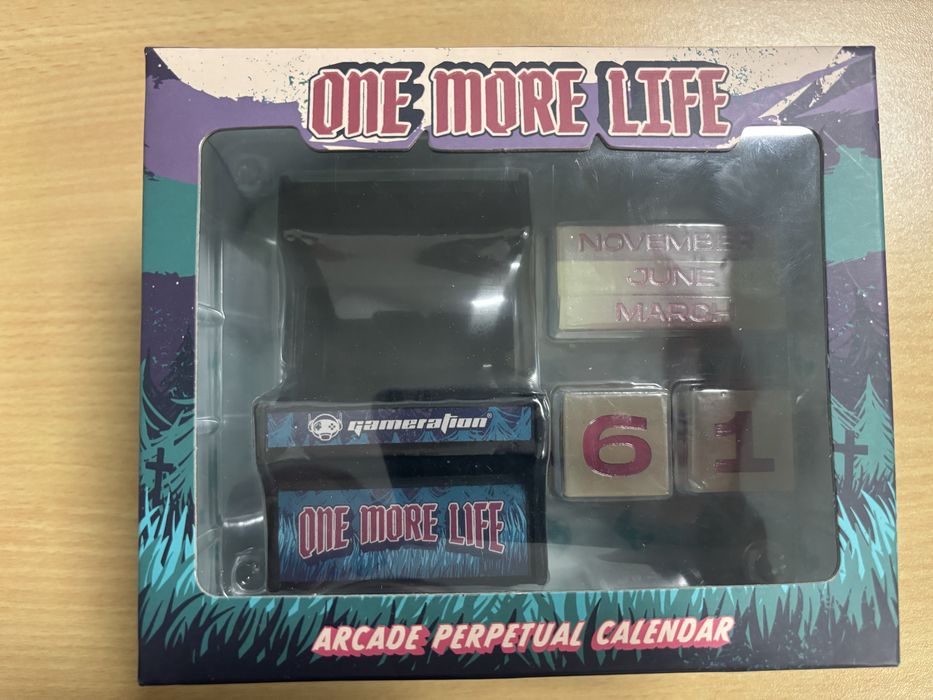 ONE MORE LIFE
NOVEMBER
JUNE
MARCH
6 1
gameration®
ONE MORE LIFE
ARCADE PERPETUAL CALENDAR